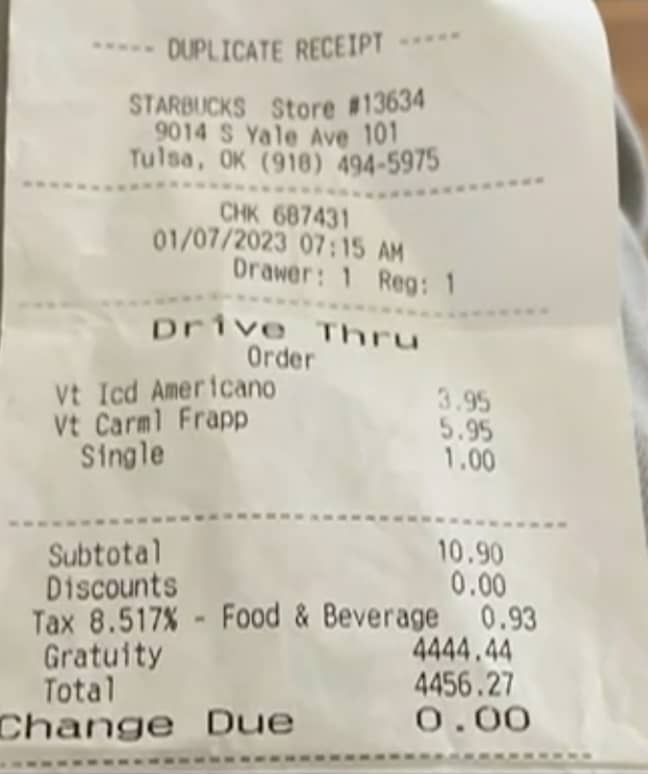 ----- DUPLICATE RECEIPT -----
STARBUCKS Store #13634
9014 S Yale Ave 101
Tulsa, OK (918) 494-5975
CHK 687431
01/07/2023 07:15 AM
Drawer: 1 Reg: 1
Drive Thru
Order
Vt Icd Americano 3.95
Vt Carml Frapp 5.95
Single 1.00
Subtotal 10.90
Discounts 0.00
Tax 8.517% - Food & Beverage 0.93
Gratuity 4444.44
Total 4456.27
Change Due 0.00